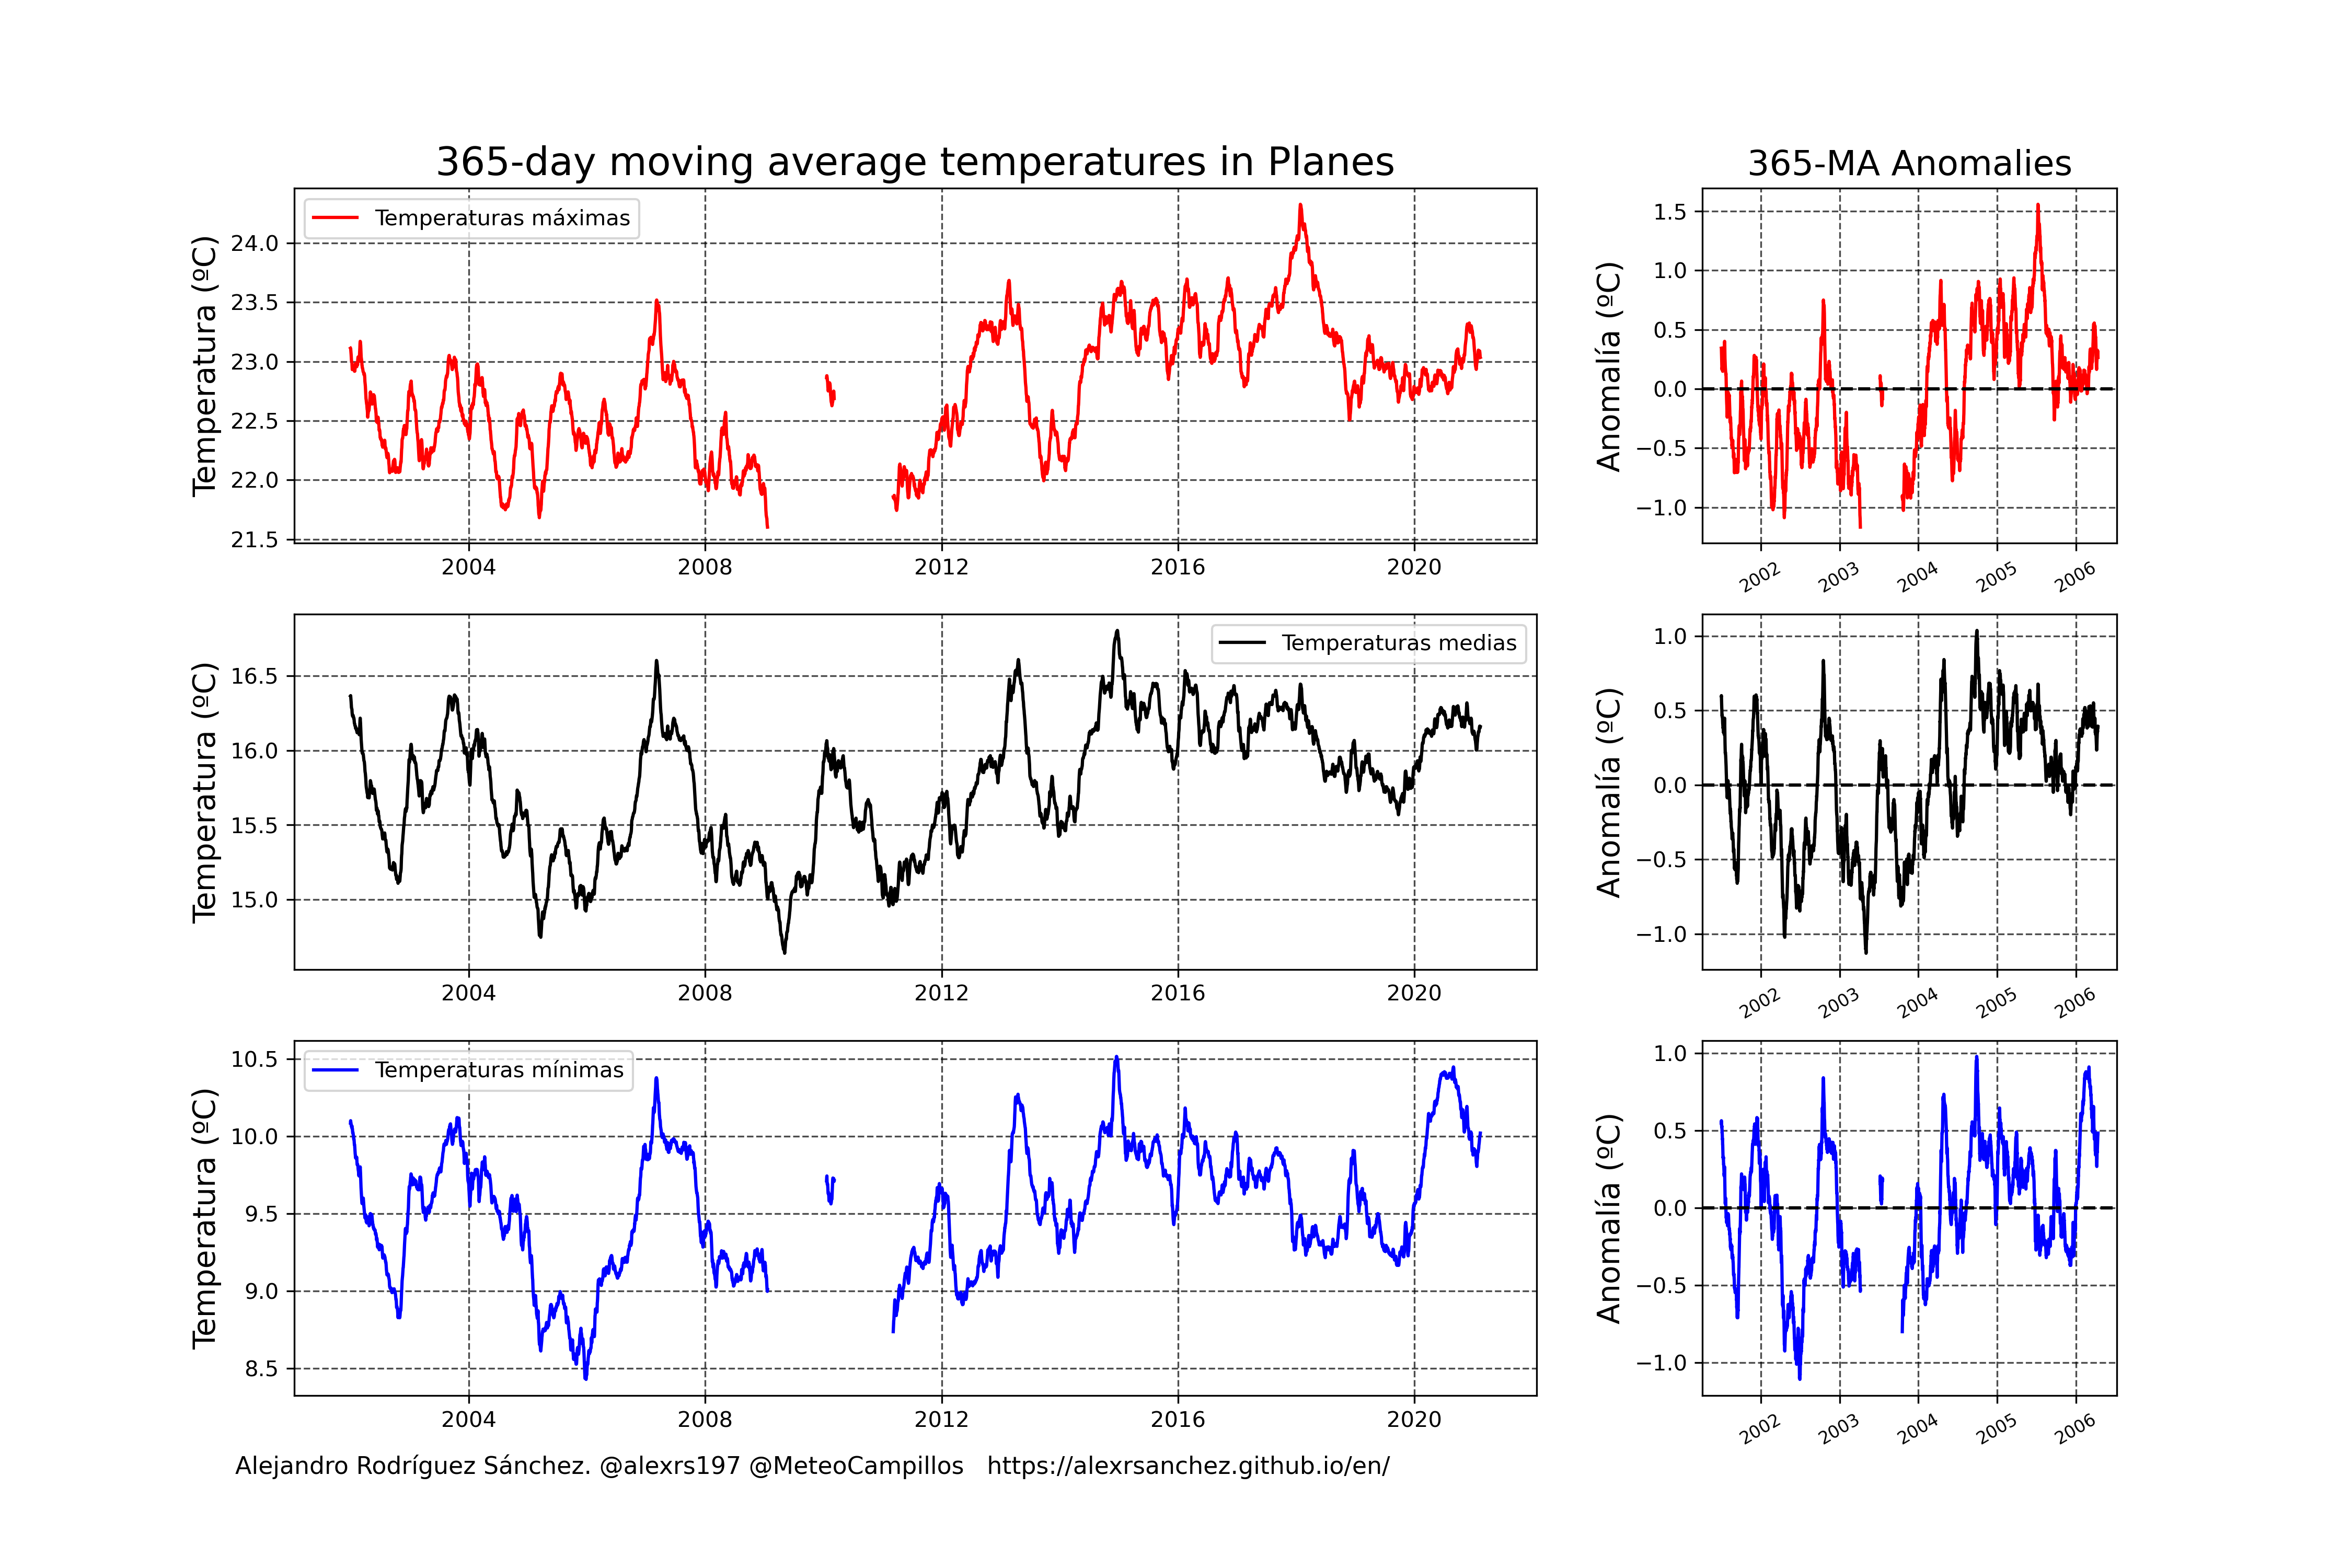 365-day moving average temperatures in Planes
365-MA Anomalies
Temperatura (ºC)
24.0
23.5
23.0
22.5
22.0
21.5
Temperaturas máximas
2004 2008 2012 2016 2020
Anomalía (ºC)
1.5
1.0
0.5
0.0
−0.5
−1.0
2002 2003 2004 2005 2006
Temperatura (ºC)
16.5
16.0
15.5
15.0
Temperaturas medias
2004 2008 2012 2016 2020
Anomalía (ºC)
1.0
0.5
0.0
−0.5
−1.0
2002 2003 2004 2005 2006
Temperatura (ºC)
10.5
10.0
9.5
9.0
8.5
Temperaturas mínimas
2004 2008 2012 2016 2020
Anomalía (ºC)
1.0
0.5
0.0
−0.5
−1.0
2002 2003 2004 2005 2006
Alejandro Rodríguez Sánchez. @alexrs197 @MeteoCampillos https://alexrsanchez.github.io/en/